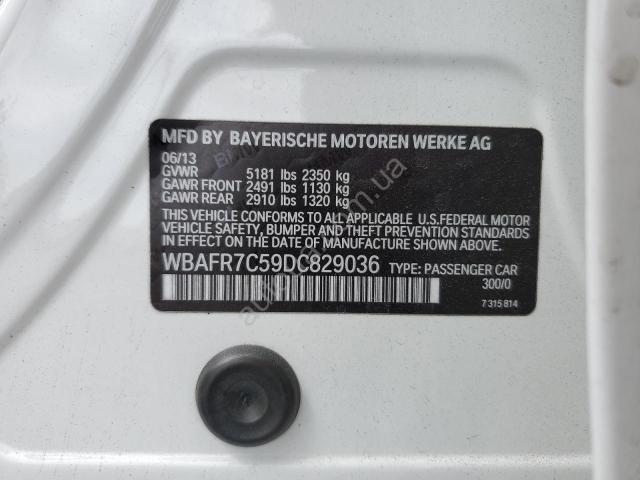 MFD BY BAYERISCHE MOTOREN WERKE AG
06/13
GVWR 5181 lbs 2350 kg
GAWR FRONT 2491 lbs 1130 kg
GAWR REAR 2910 lbs 1320 kg
THIS VEHICLE CONFORMS TO ALL APPLICABLE U.S.FEDERAL MOTOR
VEHICLE SAFETY, BUMPER AND THEFT PREVENTION STANDARDS
IN EFFECT ON THE DATE OF MANUFACTURE SHOWN ABOVE.
WBAFR7C59DC829036 TYPE: PASSENGER CAR
300/0
7 315 814